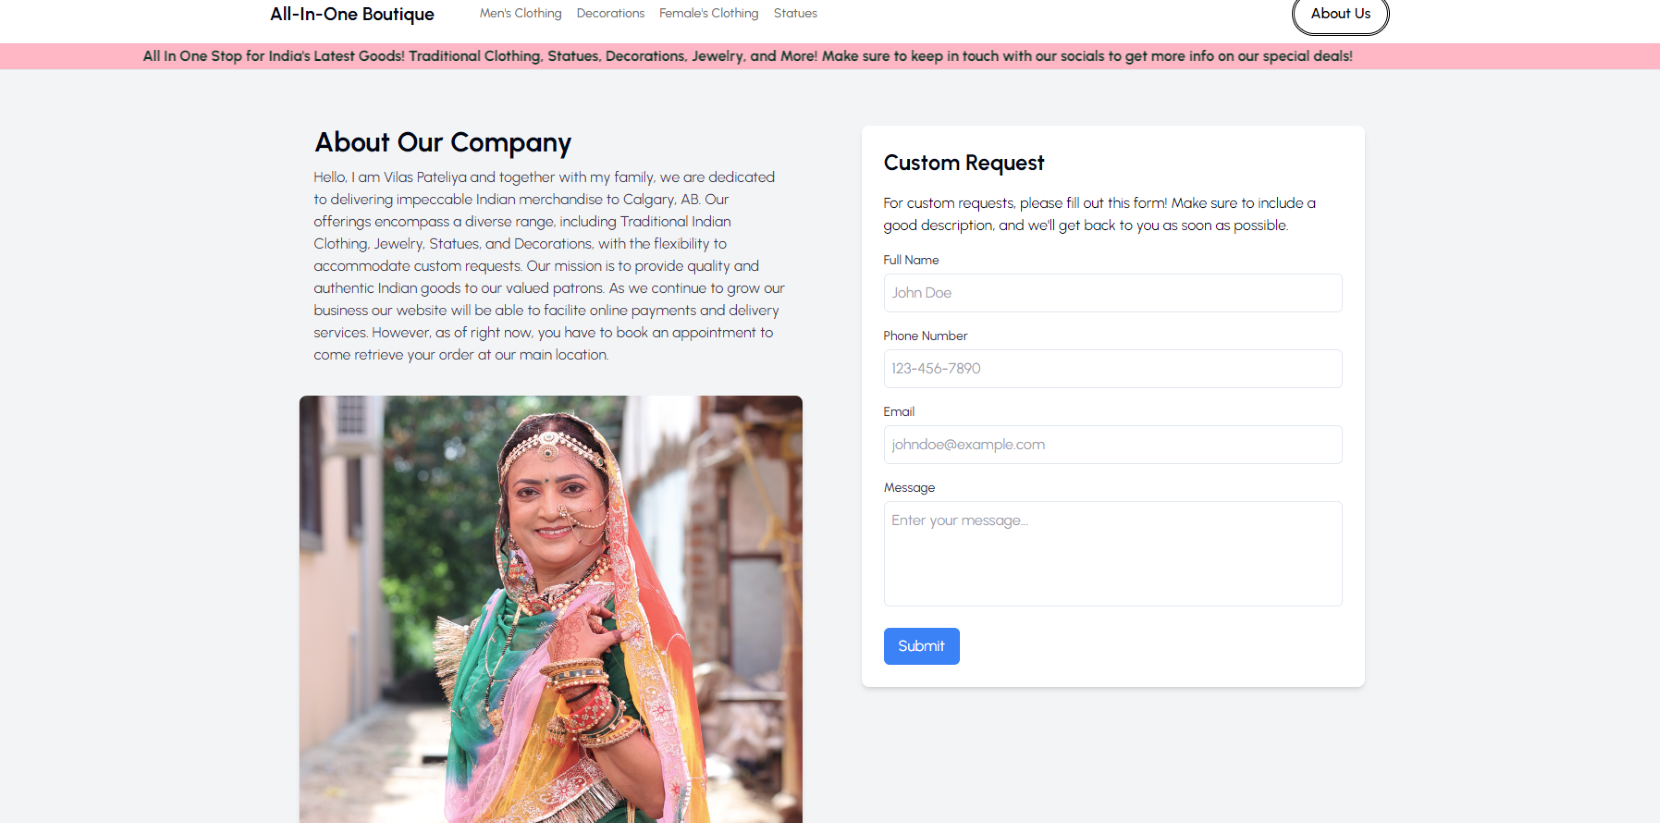 All-In-One Boutique
Men's Clothing
Decorations
Female's Clothing
Statues
About Us
All In One Stop for India's Latest Goods! Traditional Clothing, Statues, Decorations, Jewelry, and More! Make sure to keep in touch with our socials to get more info on our special deals!
About Our Company
Hello, I am Vilas Pateliya and together with my family, we are dedicated
to delivering impeccable Indian merchandise to Calgary, AB. Our
offerings encompass a diverse range, including Traditional Indian
Clothing, Jewelry, Statues, and Decorations, with the flexibility to
accommodate custom requests. Our mission is to provide quality and
authentic Indian goods to our valued patrons. As we continue to grow our
business our website will be able to facilite online payments and delivery
services. However, as of right now, you have to book an appointment to
come retrieve your order at our main location.
Custom Request
For custom requests, please fill out this form! Make sure to include a
good description, and we'll get back to you as soon as possible.
Full Name
John Doe
Phone Number
123-456-7890
Email
johndoe@example.com
Message
Enter your message...
Submit